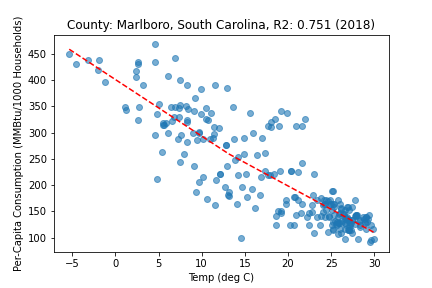 County: Marlboro, South Carolina, R2: 0.751 (2018)
Per-Capita Consumption (MMBtu/1000 Households)
450
400
350
300
250
200
150
100
−5 0 5 10 15 20 25 30
Temp (deg C)